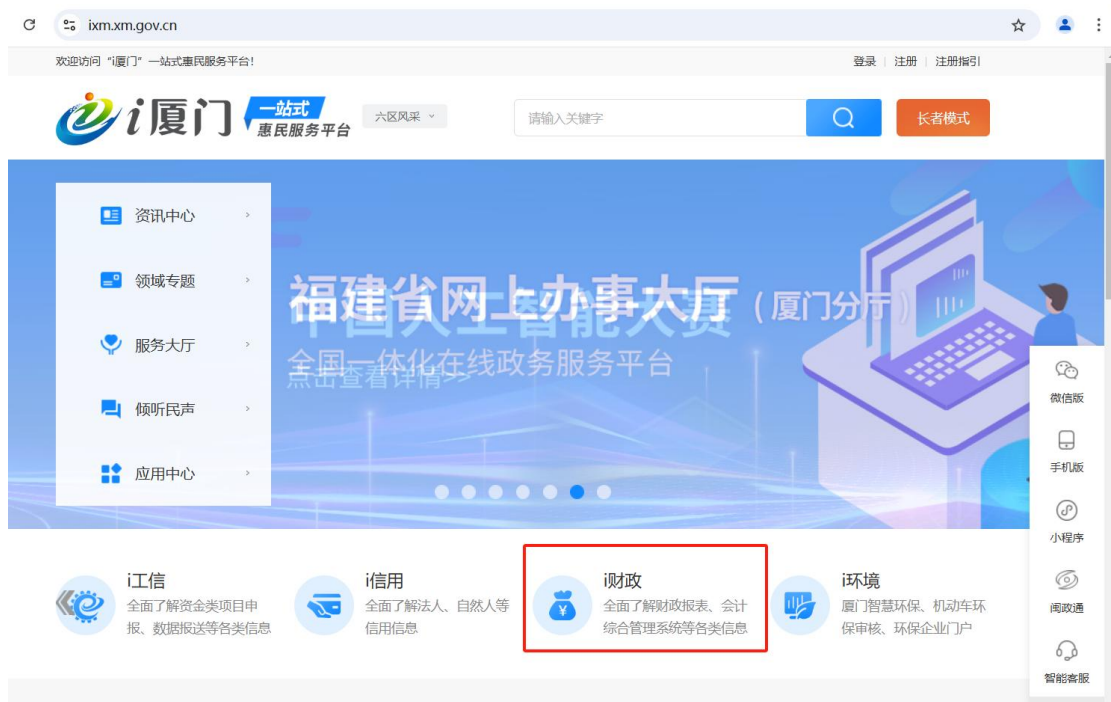 ixm.xm.gov.cn
欢迎访问“i厦门”一站式惠民服务平台!
登录 注册 注册指引
i厦门
一站式
惠民服务平台
六区风采
请输入关键字
长者模式
资讯中心
领域专题
服务大厅
倾听民声
应用中心
福建省网上办事大厅（厦门分厅）
中国人工智能大赛
全国一体化在线政务服务平台
点击查看详情>>
微信版
手机版
小程序
闽政通
智能客服
i工信
全面了解资金类项目申
报、数据报送等各类信息
i信用
全面了解法人、自然人等
信用信息
i财政
全面了解财政报表、会计
综合管理系统等各类信息
i环境
厦门智慧环保、机动车环
保审核、环保企业门户